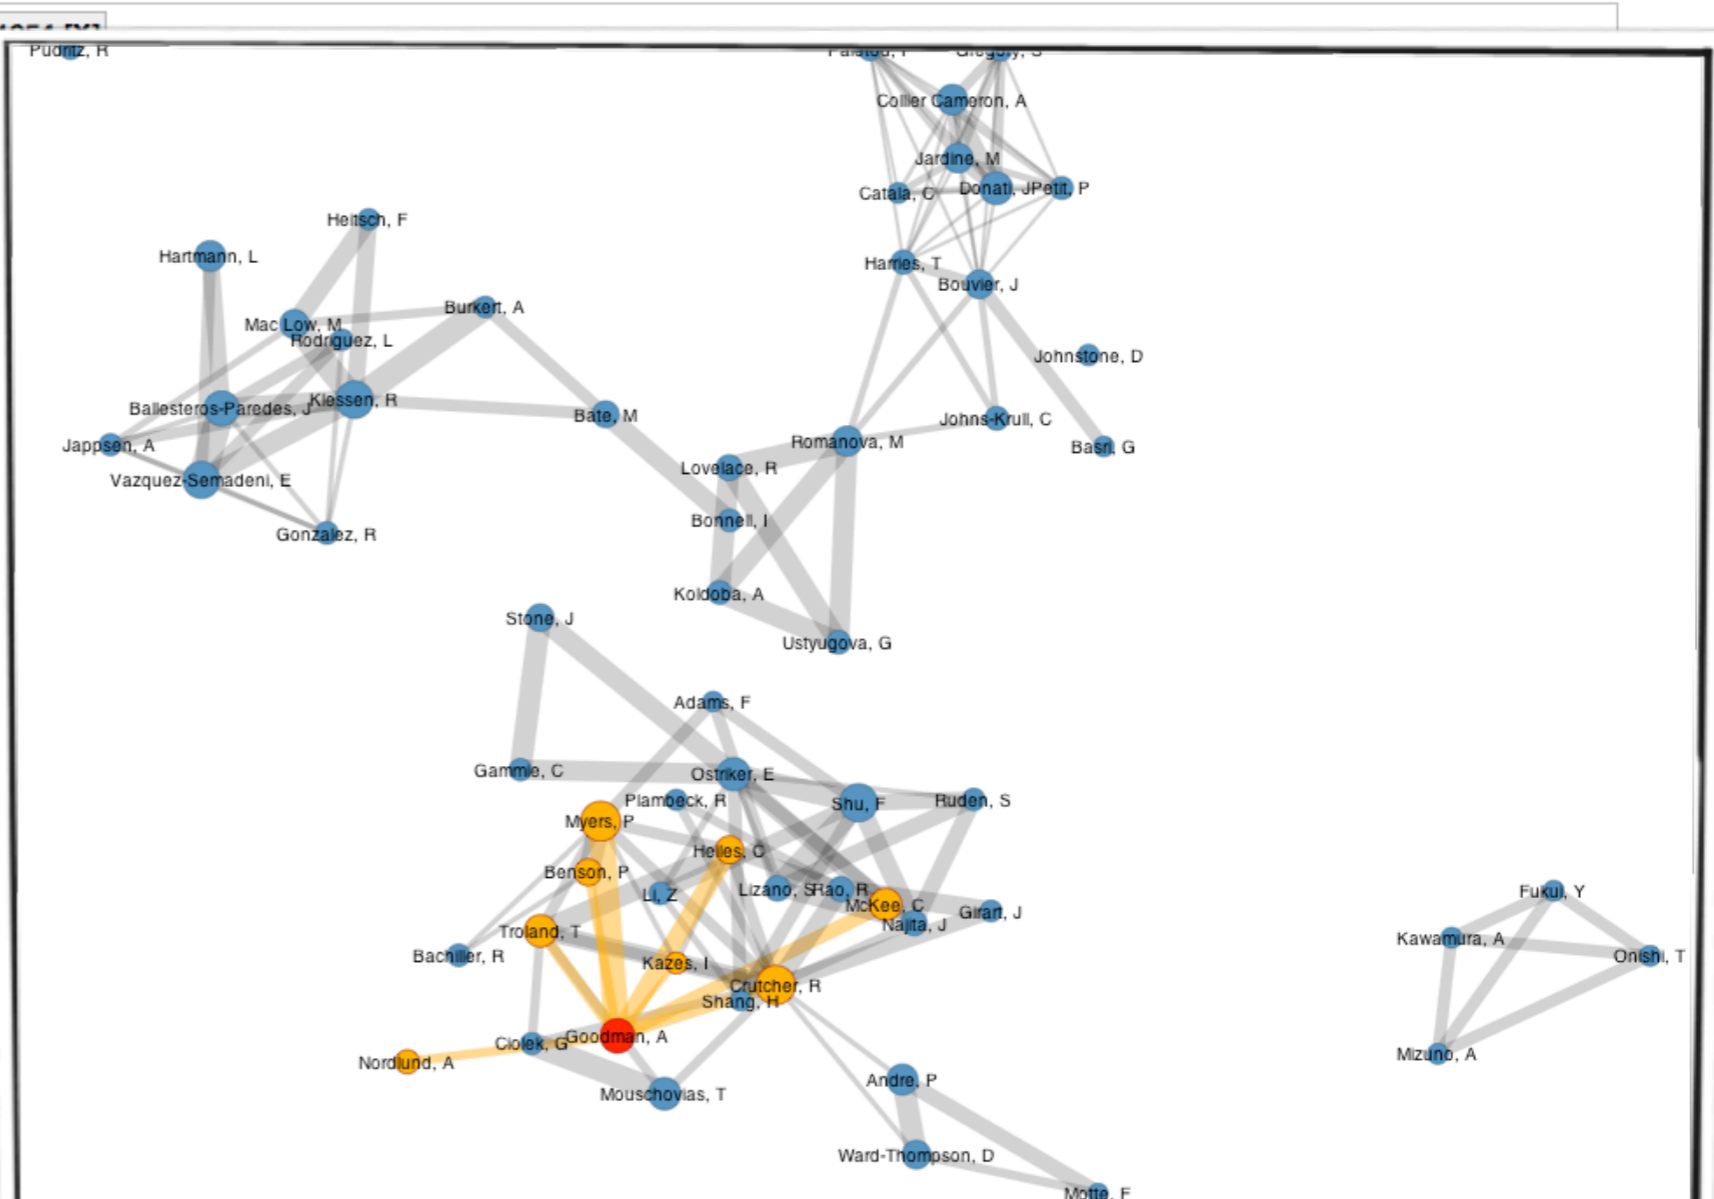 Pudritz, R
Gregory, S
Collier Cameron, A
Jardine, M
Catala, C
Donati, J
Petit, P
Heitsch, F
Hartmann, L
Harries, T
Bouvier, J
Burkert, A
Mac Low, M
Rodriguez, L
Johnstone, D
Klessen, R
Ballesteros-Paredes, J
Bate, M
Johns-Krull, C
Jappsen, A
Romanova, M
Basri, G
Lovelace, R
Vazquez-Semadeni, E
Bonnell, I
Gonzalez, R
Koldoba, A
Stone, J
Ustyugova, G
Adams, F
Gammie, C
Ostriker, E
Plambeck, R
Shu, F
Ruden, S
Myers, P
Helles, C
Benson, P
Li, Z
Lizano, S
Rao, R
McKee, C
Girart, J
Najita, J
Fukui, Y
Troland, T
Kawamura, A
Bachiller, R
Kazes, I
Onishi, T
Crutcher, R
Shang, H
Goodman, A
Ciolek, G
Nordlund, A
Mizuno, A
Andre, P
Mouschovias, T
Ward-Thompson, D
Motte, F